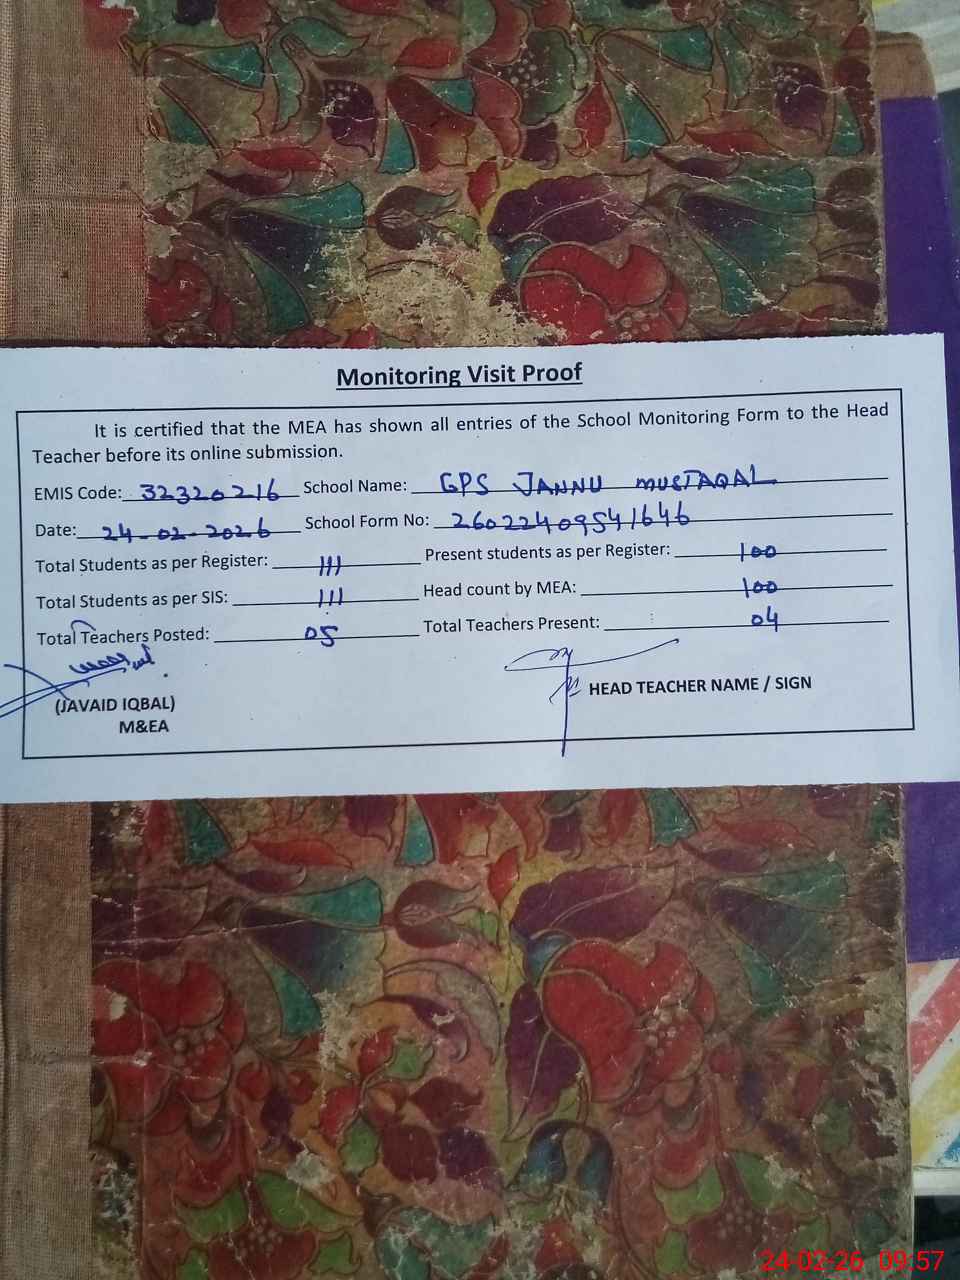 Monitoring Visit Proof
It is certified that the MEA has shown all entries of the School Monitoring Form to the Head
Teacher before its online submission.
EMIS Code: 32320216 School Name: GPS JANNU MUSTAQAL
Date: 24-02-2026 School Form No: 26022409541646
Total Students as per Register: 111 Present students as per Register: 100
Total Students as per SIS: 111 Head count by MEA: 100
Total Teachers Posted: 05 Total Teachers Present: 04
(JAVAID IQBAL) HEAD TEACHER NAME / SIGN
M&EA
24-02-26 09:57